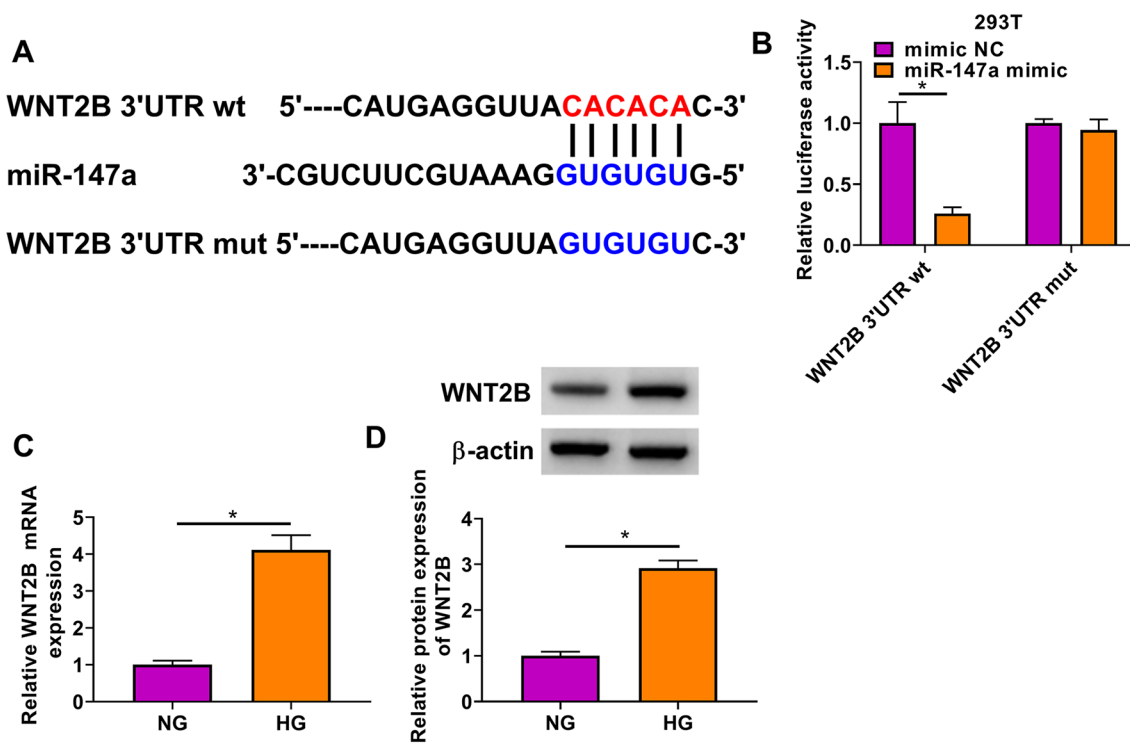 A
WNT2B 3'UTR wt 5'----CAUGAGGUUACACACAC-3'
miR-147a 3'-CGUCUUCGUAAAGGUGUGUG-5'
WNT2B 3'UTR mut 5'----CAUGAGGUUAGUGUGUC-3'
B
293T
mimic NC
miR-147a mimic
Relative luciferase activity
1.5
1.0
0.5
0.0
*
WNT2B 3'UTR wt
WNT2B 3'UTR mut
C
Relative WNT2B mRNA
expression
5
4
3
2
1
0
*
NG
HG
D
WNT2B
β-actin
Relative protein expression
of WNT2B
4
3
2
1
0
*
NG
HG